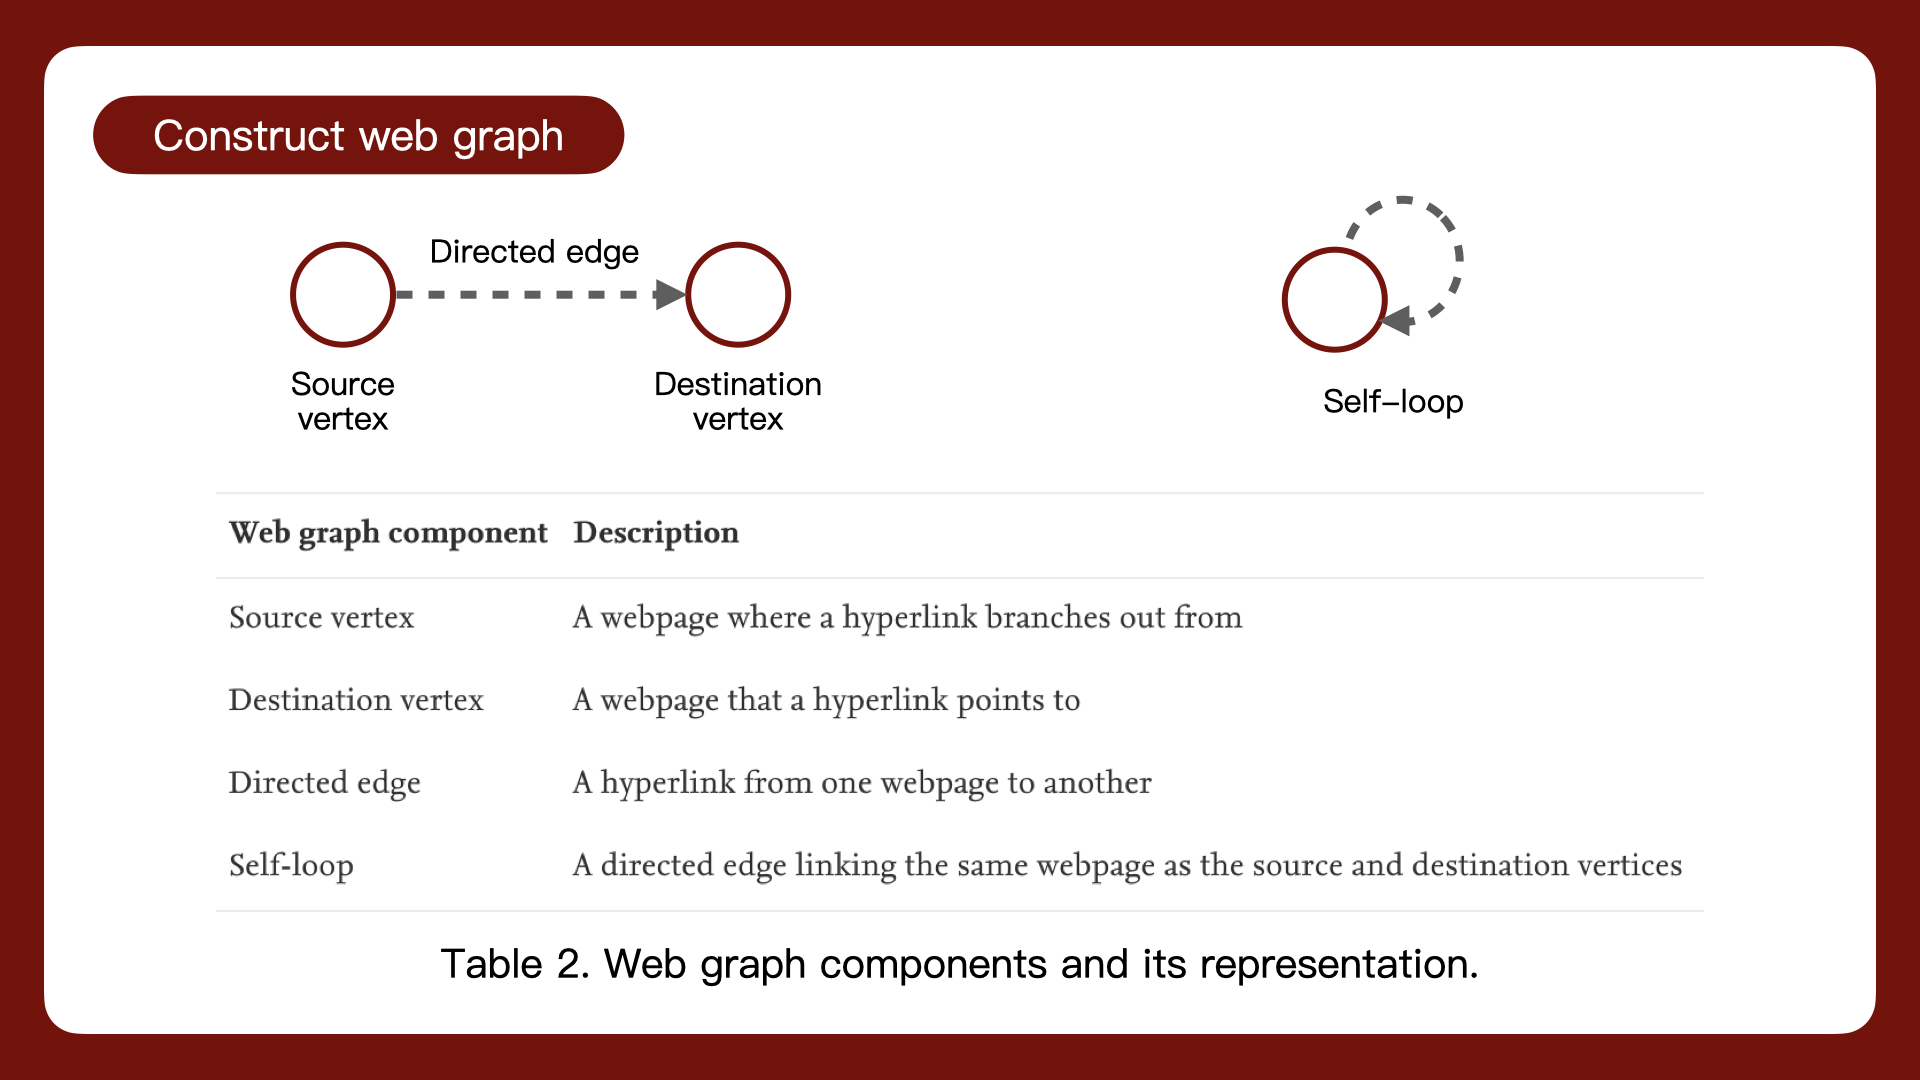 Construct web graph
Directed edge
Source
vertex
Destination
vertex
Self–loop
Web graph component Description
Source vertex A webpage where a hyperlink branches out from
Destination vertex A webpage that a hyperlink points to
Directed edge A hyperlink from one webpage to another
Self-loop A directed edge linking the same webpage as the source and destination vertices
Table 2. Web graph components and its representation.